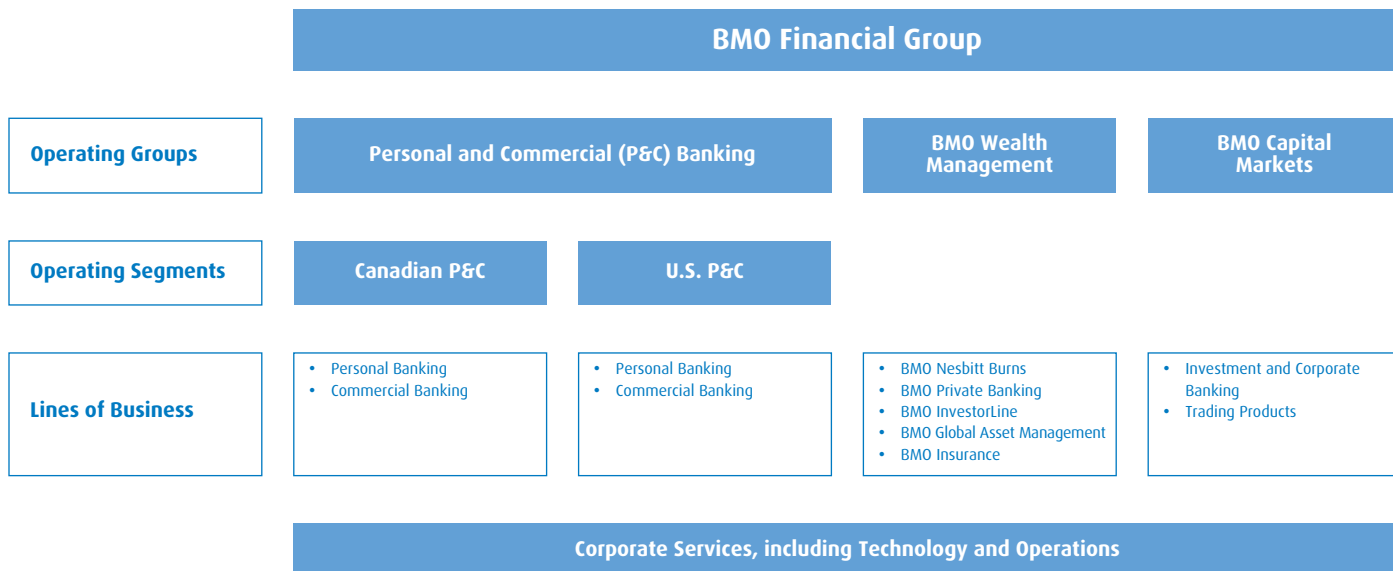 BMO Financial Group
Operating Groups
Personal and Commercial (P&C) Banking
BMO Wealth
Management
BMO Capital
Markets
Operating Segments
Canadian P&C
U.S. P&C
Lines of Business
• Personal Banking
• Commercial Banking
• Personal Banking
• Commercial Banking
• BMO Nesbitt Burns
• BMO Private Banking
• BMO InvestorLine
• BMO Global Asset Management
• BMO Insurance
• Investment and Corporate
Banking
• Trading Products
Corporate Services, including Technology and Operations